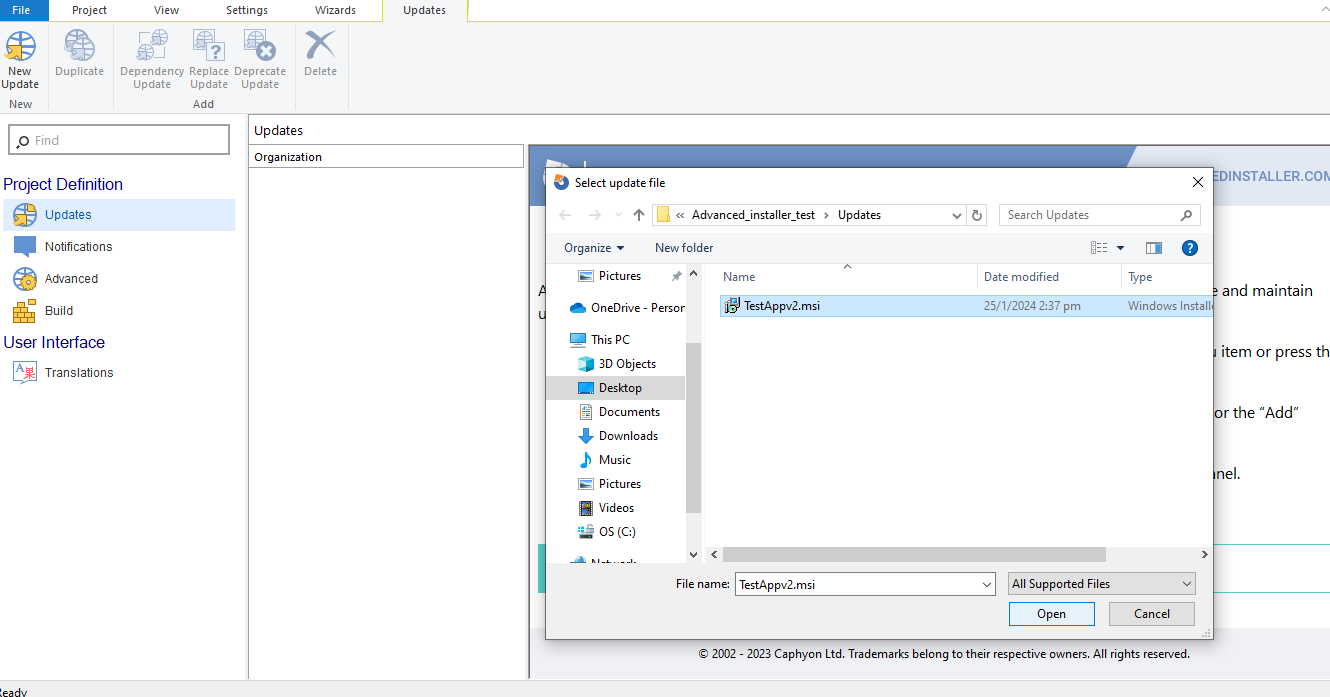 File Project View Settings Wizards Updates
New Update
Duplicate
Dependency Update
Replace Update
Deprecate Update
Delete
New
Add
Find
Project Definition
Updates
Notifications
Advanced
Build
User Interface
Translations
Updates
Organization
EDINSTALLER.COM
e and maintain
u item or press th
or the “Add”
anel.
Select update file
« Advanced_installer_test › Updates
Search Updates
Organize New folder
Pictures
OneDrive - Person
This PC
3D Objects
Desktop
Documents
Downloads
Music
Pictures
Videos
OS (C:)
Network
Name Date modified Type
TestAppv2.msi 25/1/2024 2:37 pm Windows Installe
File name: TestAppv2.msi
All Supported Files
Open Cancel
© 2002 - 2023 Caphyon Ltd. Trademarks belong to their respective owners. All rights reserved.
Ready